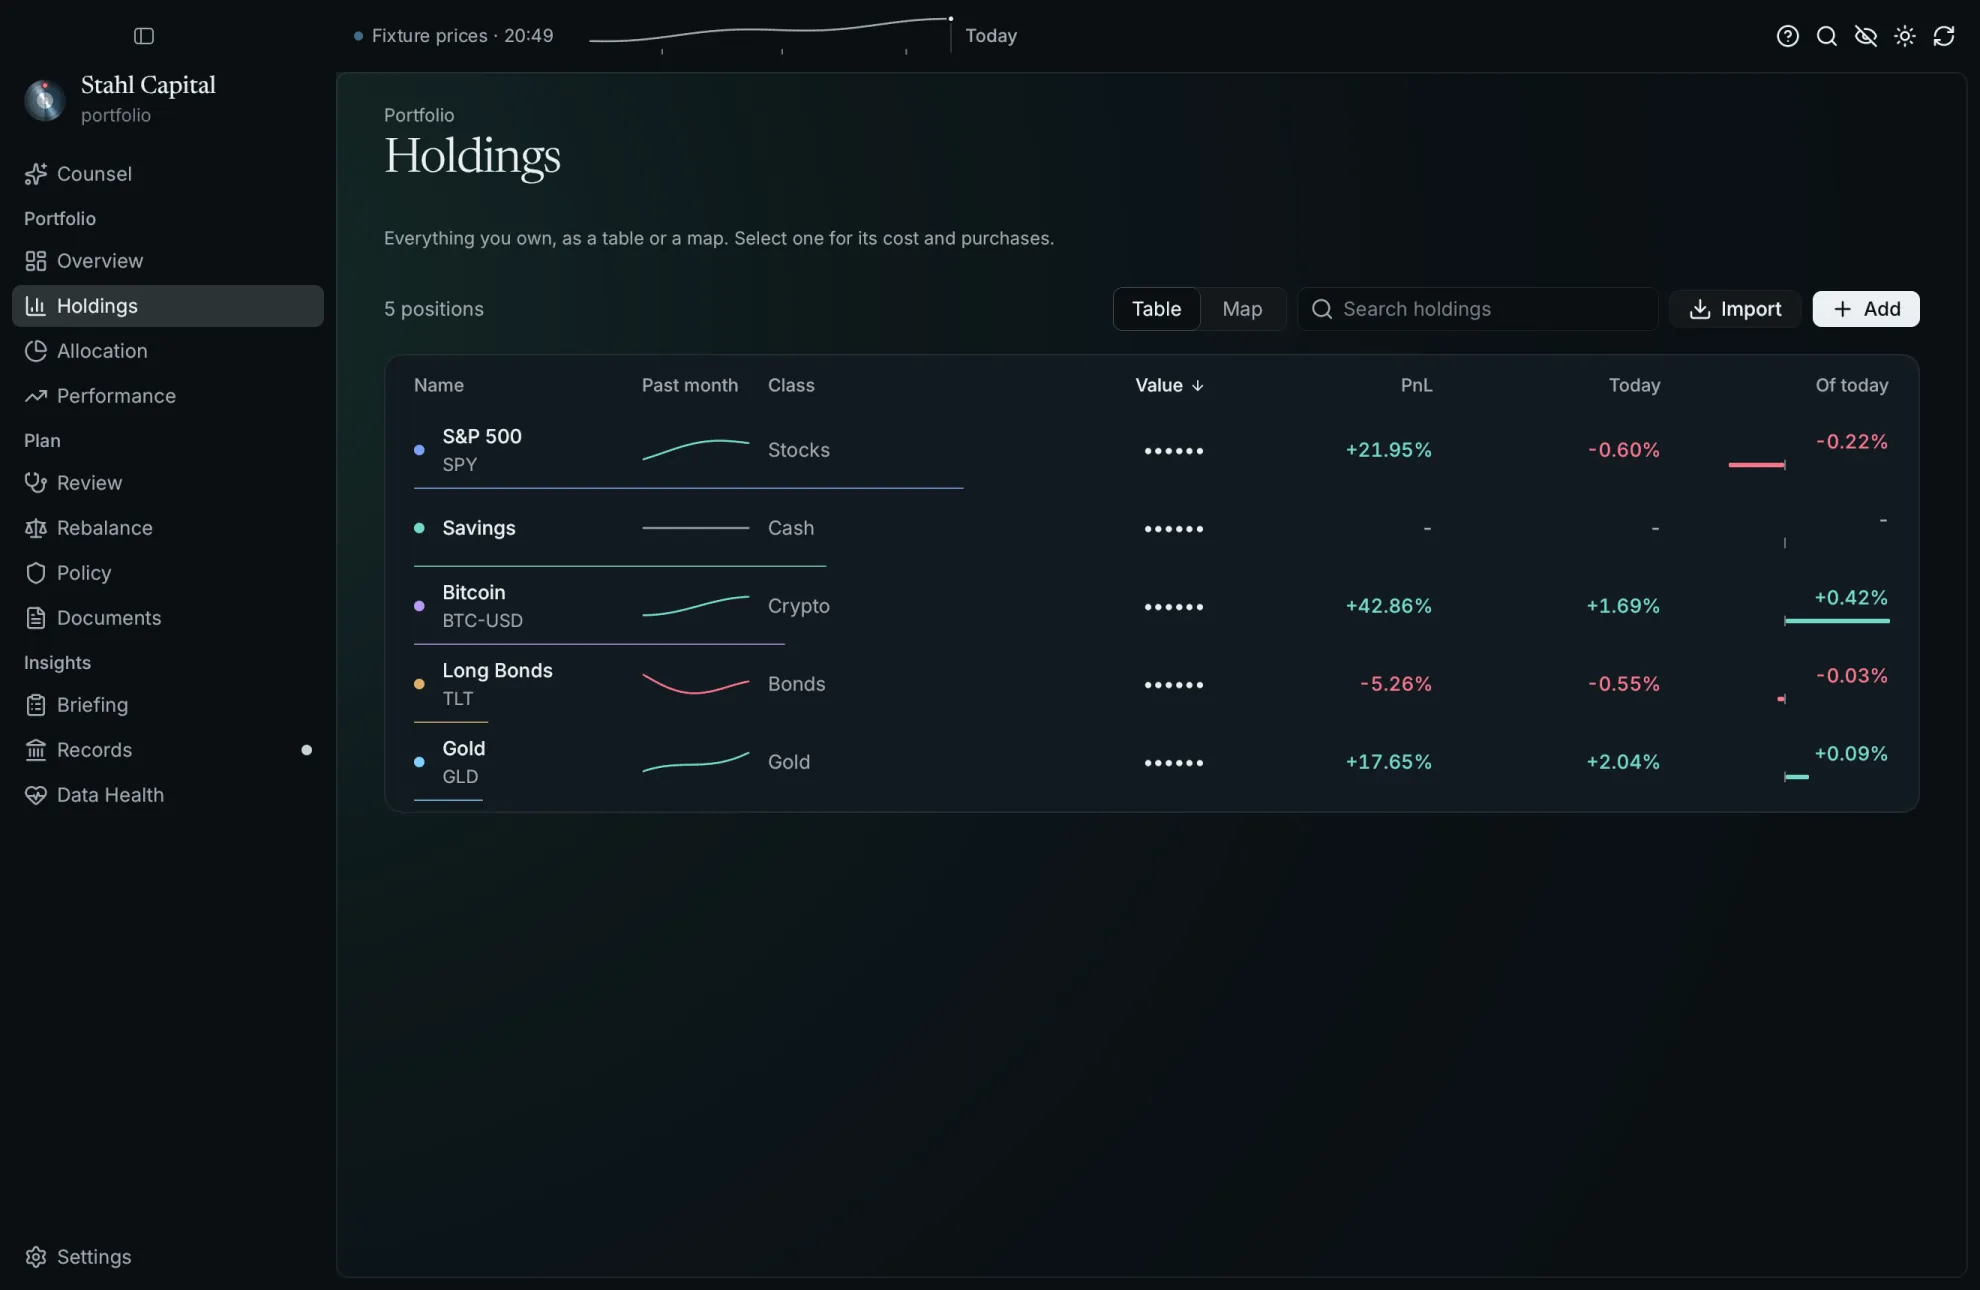 Fixture prices · 20:49
Today
Stahl Capital
portfolio
Counsel
Portfolio
Overview
Holdings
Allocation
Performance
Plan
Review
Rebalance
Policy
Documents
Insights
Briefing
Records
Data Health
Settings
Portfolio
Holdings
Everything you own, as a table or a map. Select one for its cost and purchases.
5 positions
Table Map Search holdings Import + Add
Name Past month Class Value ↓ PnL Today Of today
S&P 500
SPY
Stocks •••••• +21.95% -0.60% -0.22%
Savings Cash •••••• - - -
Bitcoin
BTC-USD
Crypto •••••• +42.86% +1.69% +0.42%
Long Bonds
TLT
Bonds •••••• -5.26% -0.55% -0.03%
Gold
GLD
Gold •••••• +17.65% +2.04% +0.09%